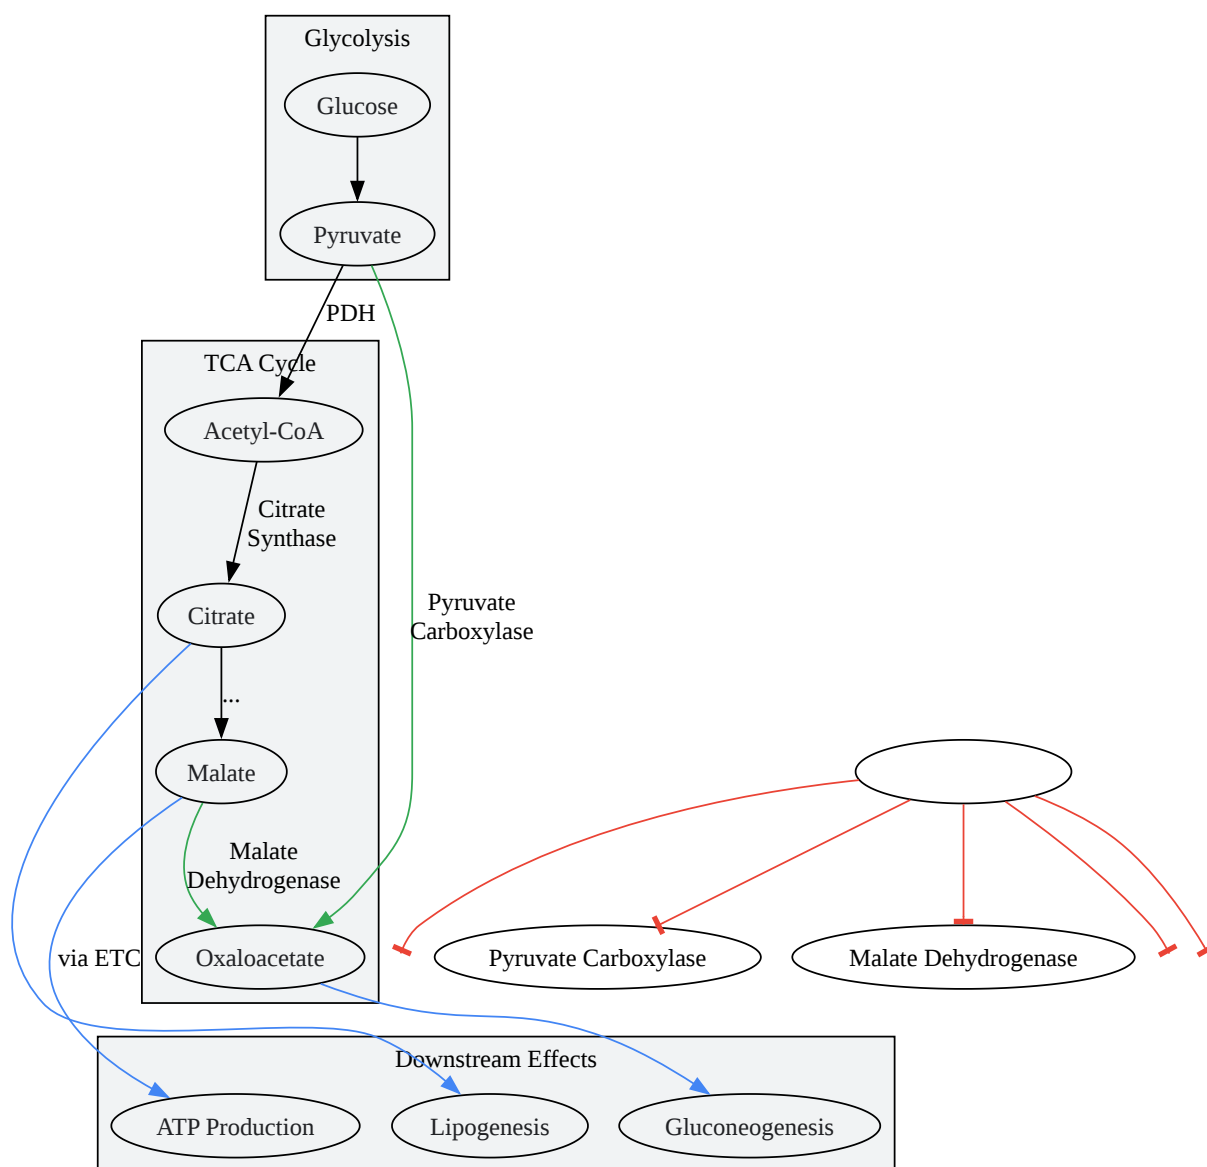 Glycolysis
Glucose
Pyruvate
PDH
TCA Cycle
Acetyl-CoA
Citrate
Synthase
Citrate
Pyruvate
Carboxylase
...
Malate
Malate
Dehydrogenase
via ETC
Oxaloacetate
Pyruvate Carboxylase
Malate Dehydrogenase
Downstream Effects
ATP Production
Lipogenesis
Gluconeogenesis